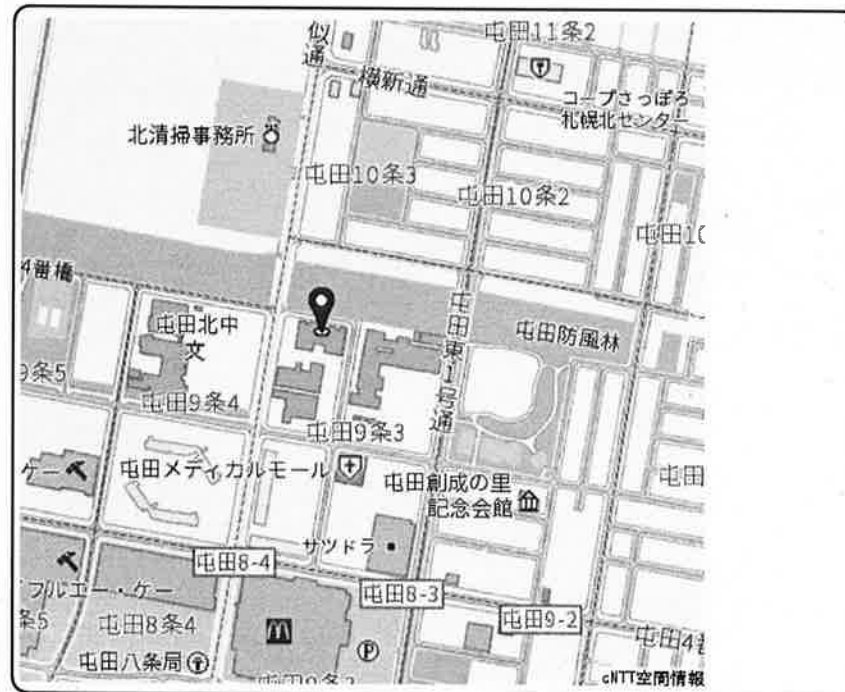 屯田11条2
似通
横新通
コープさっぽろ
札幌北センター
北清掃事務所
屯田10条3
屯田10条2
屯田10
4番橋
屯田北中
文
屯田東1号通
屯田防風林
9条5
屯田9条4
屯田9条3
ケー
屯田メディカルモール
屯田創成の里
記念会館
屯田
サツドラ
屯田8-4
屯田8-3
屯田9-2
フルエー・ケー
条5
屯田8条4
P
屯田4番
屯田八条局
cNTT空間情報